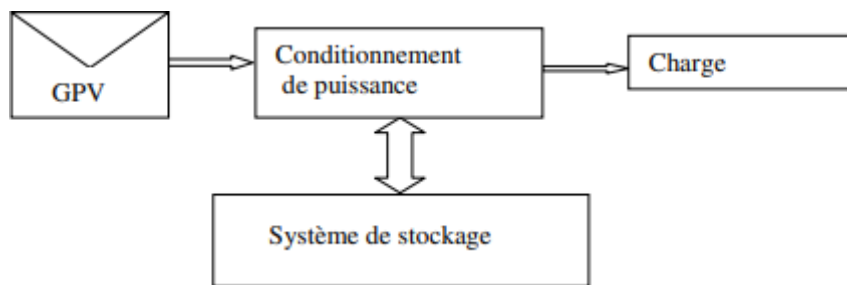 GPV
Conditionnement
de puissance
Charge
Système de stockage